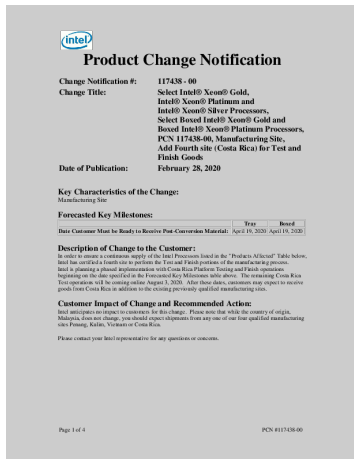 intel
Product Change Notification
Change Notification #: 117438 - 00
Change Title: Select Intel® Xeon® Gold,
Intel® Xeon® Platinum and
Intel® Xeon® Silver Processors,
Select Boxed Intel® Xeon® Gold and
Boxed Intel® Xeon® Platinum Processors,
PCN 117438-00, Manufacturing Site,
Add Fourth site (Costa Rica) for Test and
Finish Goods
Date of Publication: February 28, 2020
Key Characteristics of the Change:
Manufacturing Site
Forecasted Key Milestones:
Tray Boxed
Date Customer Must be Ready to Receive Post-Conversion Material: April 19, 2020 April 19, 2020
Description of Change to the Customer:
In order to ensure a continuous supply of the Intel Processors listed in the "Products Affected" Table below,
Intel has certified a fourth site to perform the Test and Finish portions of the manufacturing process.
Intel is planning a phased implementation with Costa Rica Platform Testing and Finish operations
beginning on the date specified in the Forecasted Key Milestones table above. The remaining Costa Rica
Test operations will be coming online August 3, 2020. After these dates, customers may expect to receive
goods from Costa Rica in addition to the existing previously qualified manufacturing sites.
Customer Impact of Change and Recommended Action:
Intel anticipates no impact to customers for this change. Please note that while the country of origin,
Malaysia, does not change, you should expect shipments from any one of our four qualified manufacturing
sites Penang, Kulim, Vietnam or Costa Rica.
Please contact your Intel representative for any questions or concerns.
Page 1 of 4 PCN #117438-00